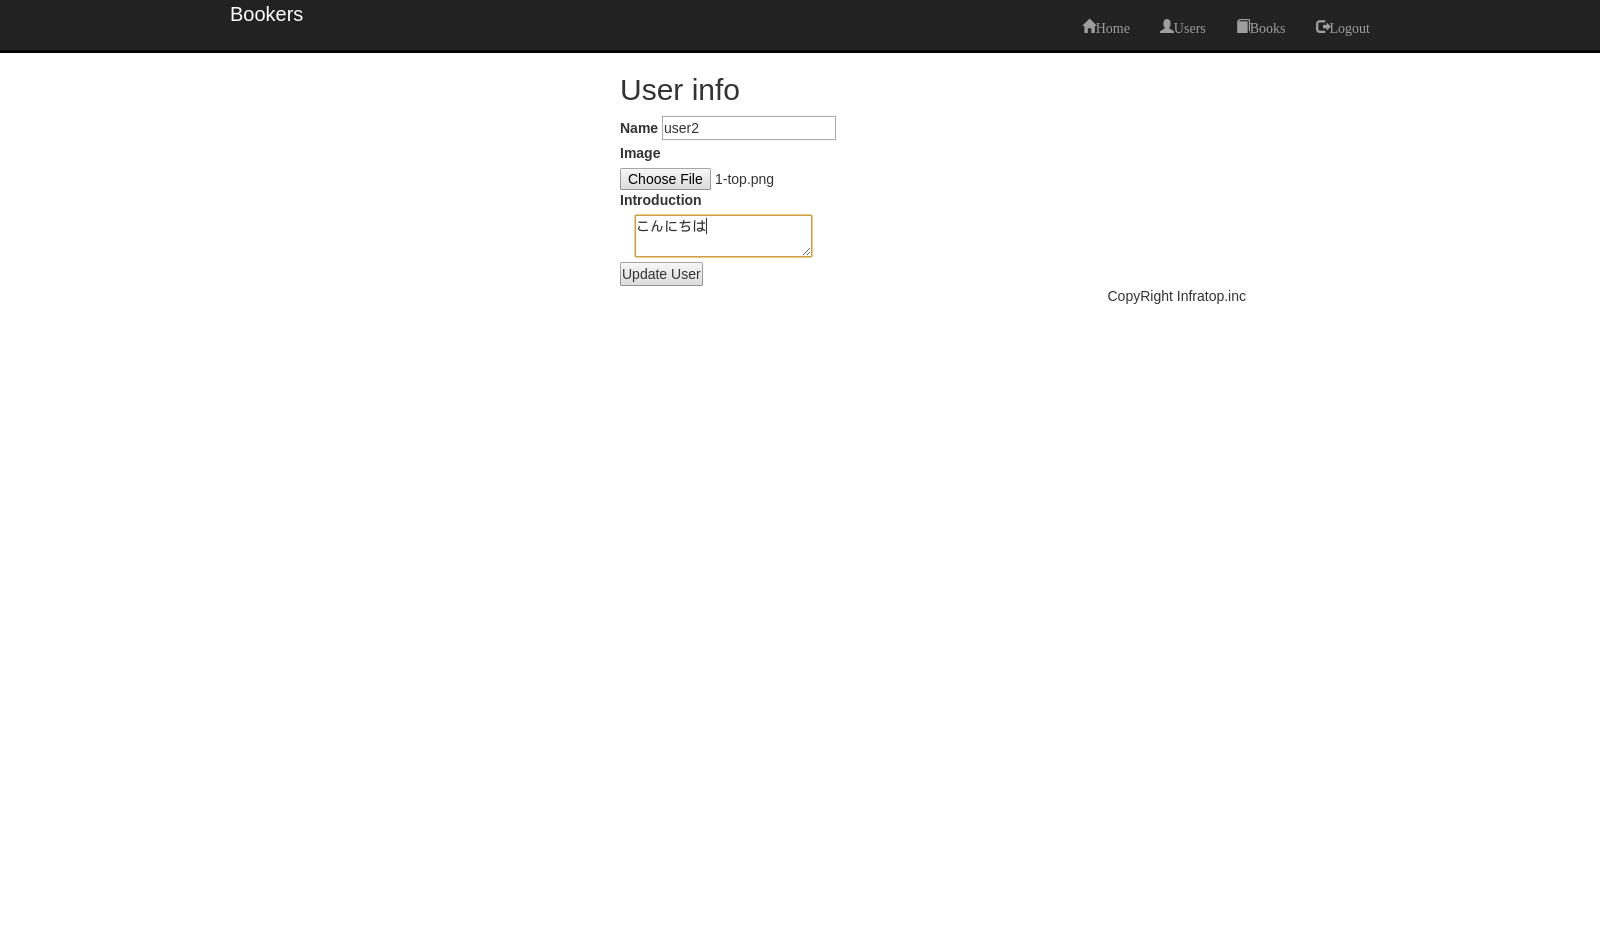 Bookers
Home Users Books Logout
User info
Name user2
Image
Choose File 1-top.png
Introduction
こんにちは
Update User
CopyRight Infratop.inc